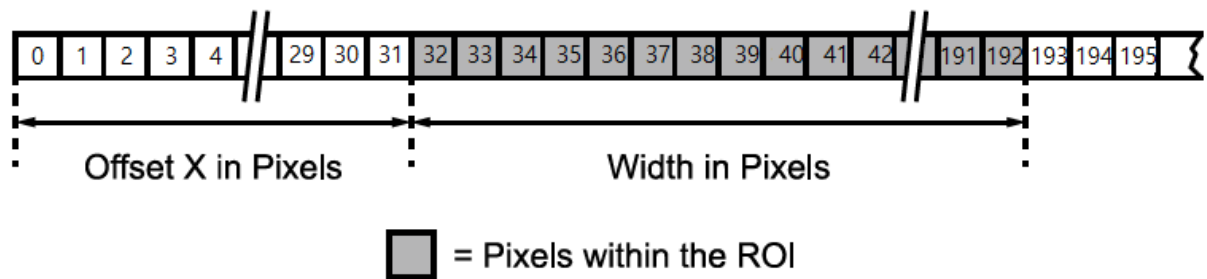 0 1 2 3 4 29 30 31 32 33 34 35 36 37 38 39 40 41 42 191 192 193 194 195
Offset X in Pixels Width in Pixels
= Pixels within the ROI